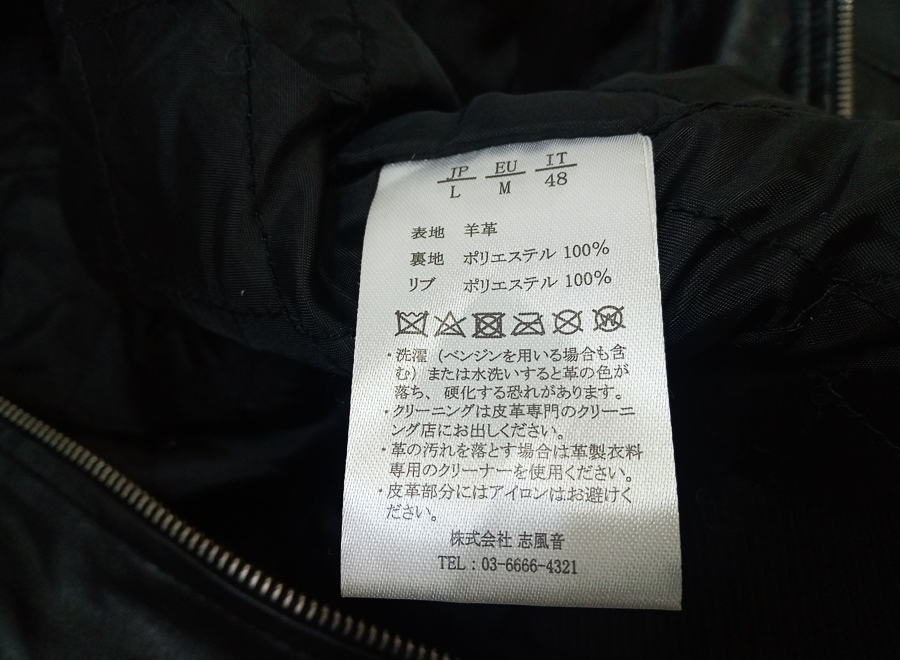 JP EU IT
L M 48
表地 羊革
裏地 ポリエステル 100%
リブ ポリエステル 100%
・洗濯（ベンジンを用いる場合も含
む）または水洗いすると革の色が
落ち、硬化する恐れがあります。
・クリーニングは皮革専門のクリーニ
ング店にお出しください。
・革の汚れを落とす場合は革製衣料
専用のクリーナーを使用ください。
・皮革部分にはアイロンはお避けく
ださい。
株式会社 志風音
TEL：03-6666-4321